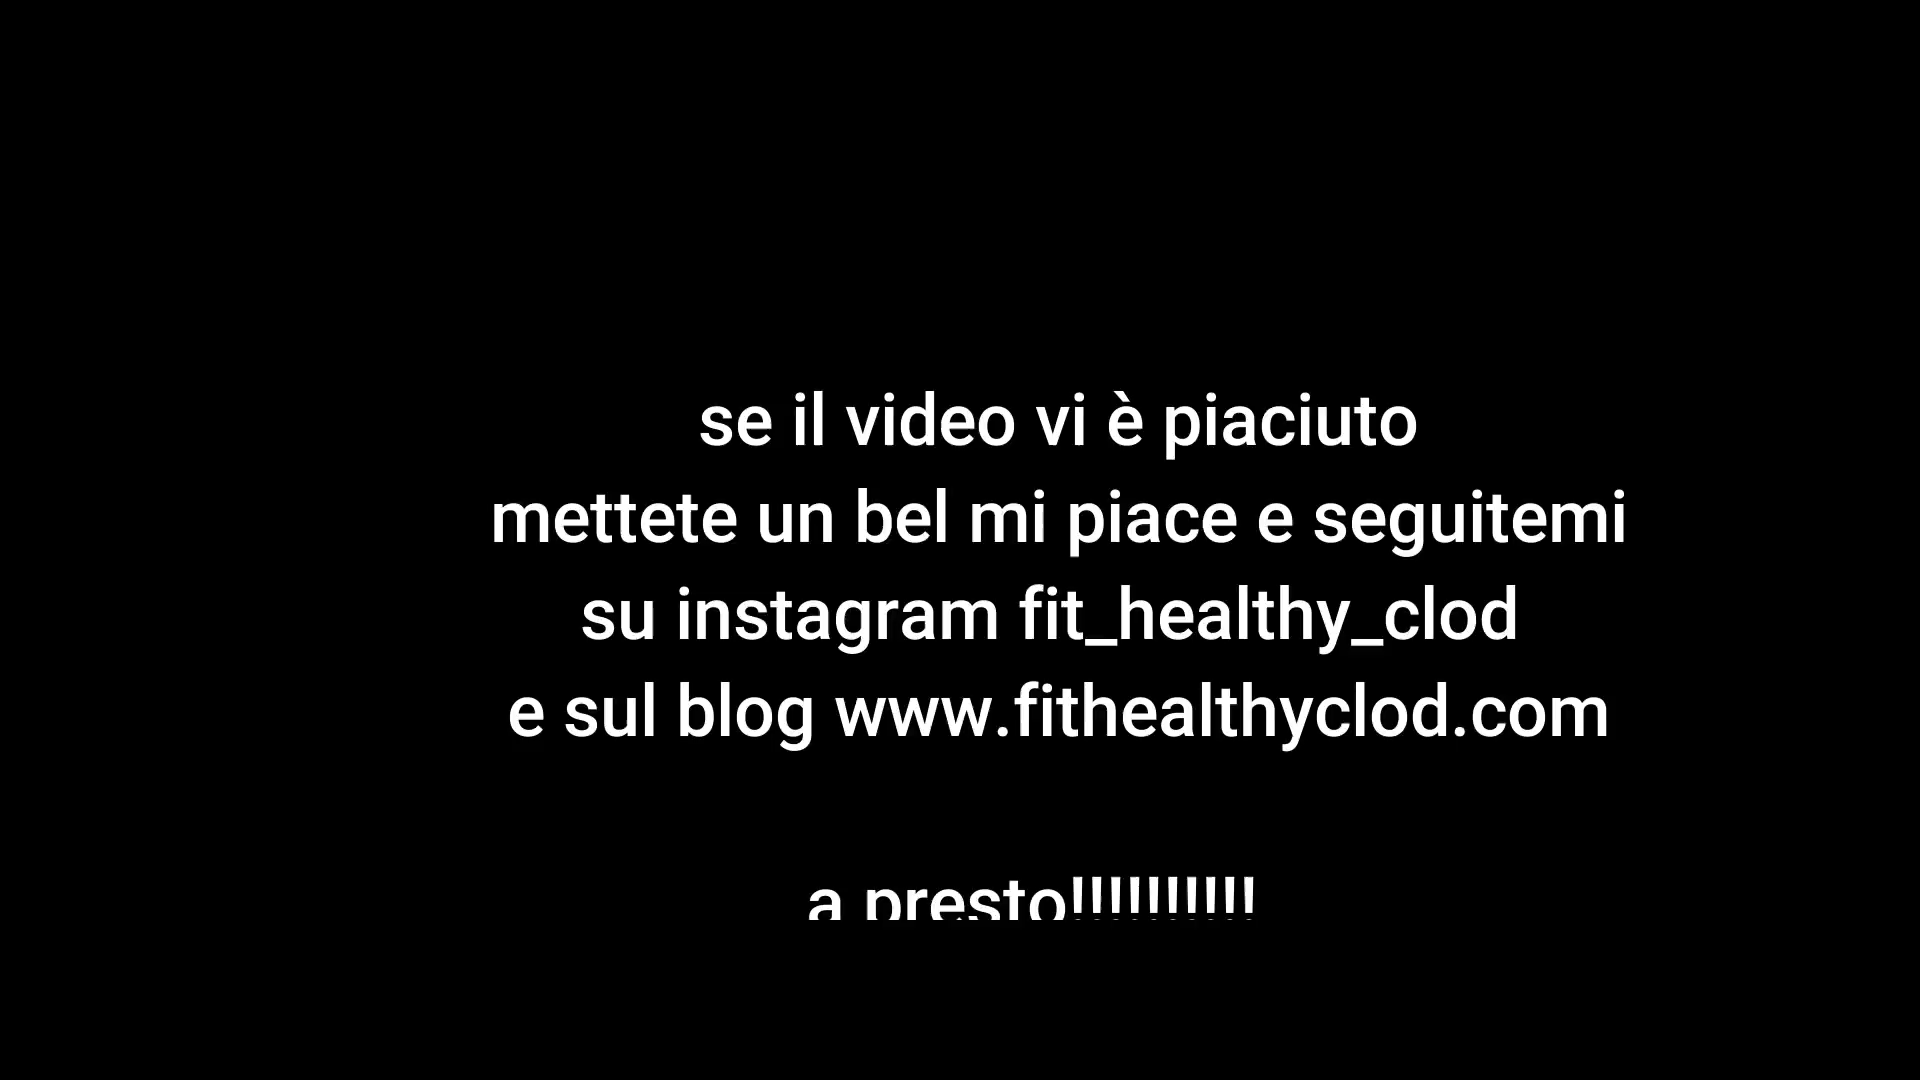 se il video vi è piaciuto
mettete un bel mi piace e seguitemi
su instagram fit_healthy_clod
e sul blog www.fithealthyclod.com
a presto!!!!!!!!!!